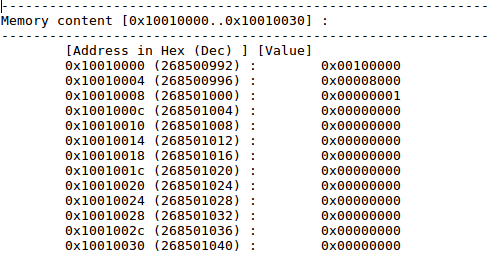 -------------------------------------------------------------
Memory content [0x10010000..0x10010030] :
-------------------------------------------------------------
[Address in Hex (Dec) ] [Value]
0x10010000 (268500992) : 0x00100000
0x10010004 (268500996) : 0x00008000
0x10010008 (268501000) : 0x00000001
0x1001000c (268501004) : 0x00000000
0x10010010 (268501008) : 0x00000000
0x10010014 (268501012) : 0x00000000
0x10010018 (268501016) : 0x00000000
0x1001001c (268501020) : 0x00000000
0x10010020 (268501024) : 0x00000000
0x10010024 (268501028) : 0x00000000
0x10010028 (268501032) : 0x00000000
0x1001002c (268501036) : 0x00000000
0x10010030 (268501040) : 0x00000000